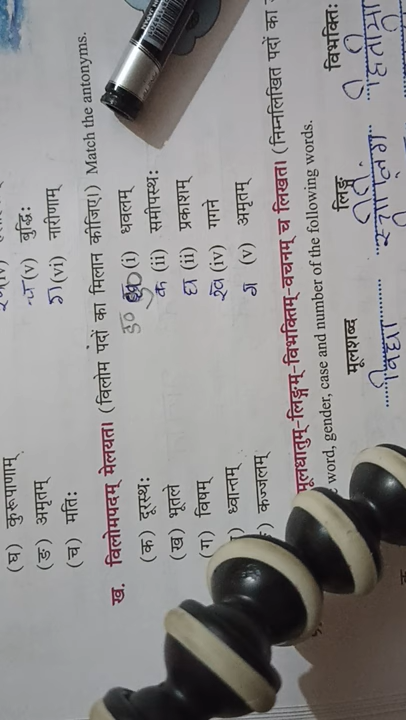 (घ) कुरूपाणाम्
(ङ) अमृतम् च (v) बुद्धिः
(च) मतिः ग (vi) नारीणाम्
ख. विलोमपदम् मेलयत। (विलोम पदों का मिलान कीजिए।) Match the antonyms.
(क) दूरस्थः ङ (i) धवलम्
(ख) भूतले क (ii) समीपस्थः
(ग) विषम् घ (ii) प्रकाशम्
) ध्वान्तम् ख (iv) गगने
) कज्जलम् ग (v) अमृतम्
मूलधातुम्-लिङ्गम्-विभक्तिम्-वचनम् च लिखत। (निम्नलिखित पदों का
word, gender, case and number of the following words.
मूलशब्द लिङ्ग विभक्तिः
विद्या